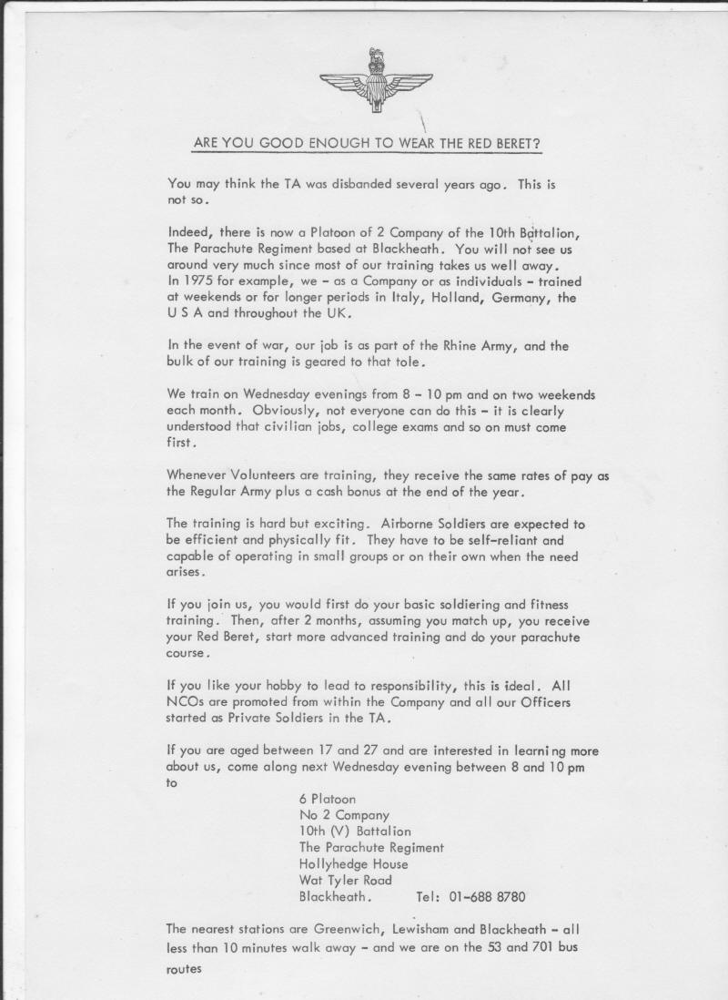 ARE YOU GOOD ENOUGH TO WEAR THE RED BERET?
You may think the TA was disbanded several years ago. This is
not so.
Indeed, there is now a Platoon of 2 Company of the 10th Battalion,
The Parachute Regiment based at Blackheath. You will not see us
around very much since most of our training takes us well away.
In 1975 for example, we - as a Company or as individuals - trained
at weekends or for longer periods in Italy, Holland, Germany, the
U S A and throughout the UK.
In the event of war, our job is as part of the Rhine Army, and the
bulk of our training is geared to that tole.
We train on Wednesday evenings from 8 - 10 pm and on two weekends
each month. Obviously, not everyone can do this - it is clearly
understood that civilian jobs, college exams and so on must come
first.
Whenever Volunteers are training, they receive the same rates of pay as
the Regular Army plus a cash bonus at the end of the year.
The training is hard but exciting. Airborne Soldiers are expected to
be efficient and physically fit. They have to be self-reliant and
capable of operating in small groups or on their own when the need
arises.
If you join us, you would first do your basic soldiering and fitness
training. Then, after 2 months, assuming you match up, you receive
your Red Beret, start more advanced training and do your parachute
course.
If you like your hobby to lead to responsibility, this is ideal. All
NCOs are promoted from within the Company and all our Officers
started as Private Soldiers in the TA.
If you are aged between 17 and 27 and are interested in learning more
about us, come along next Wednesday evening between 8 and 10 pm
to
6 Platoon
No 2 Company
10th (V) Battalion
The Parachute Regiment
Hollyhedge House
Wat Tyler Road
Blackheath. Tel: 01-688 8780
The nearest stations are Greenwich, Lewisham and Blackheath - all
less than 10 minutes walk away - and we are on the 53 and 701 bus
routes